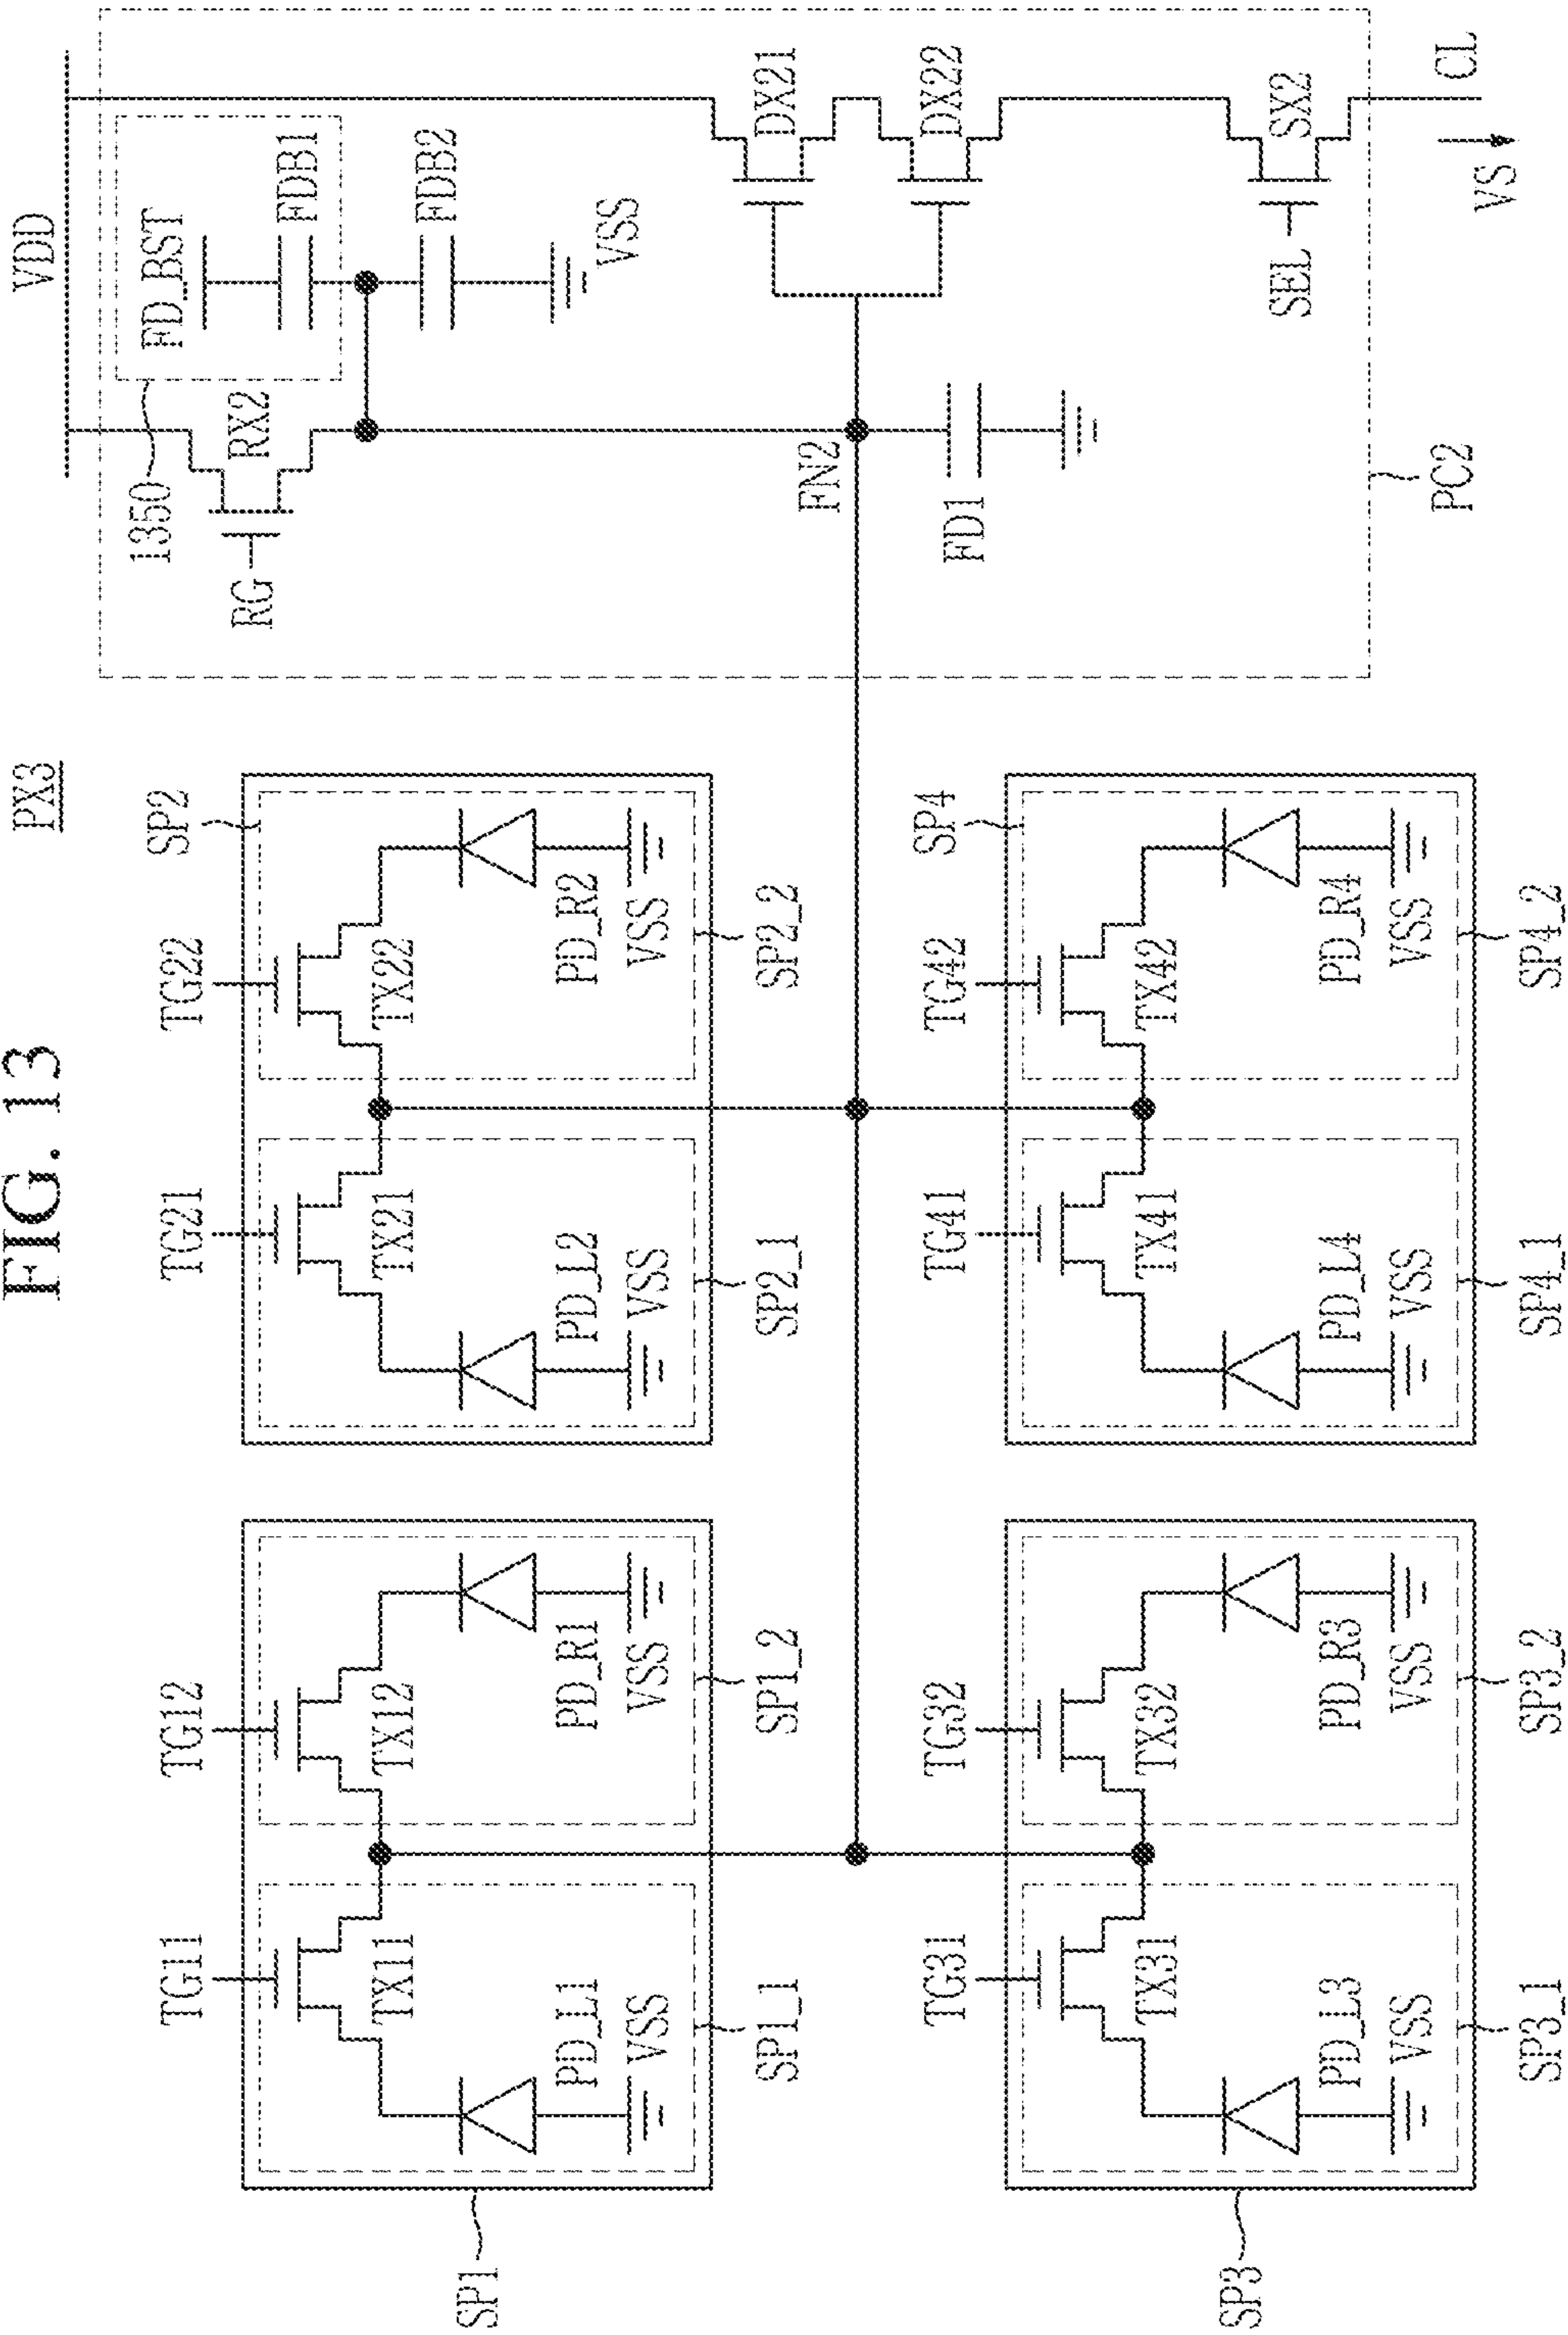 FIG. 13
PX3
VDD
FD_BST
FDB1
FDB2
VSS
1350
RX2
RG
DX21
DX22
FN2
FD1
SX2
SEL
CL
VS
PC2
TG11
TG12
TG21
TG22
SP2
TX11
TX12
TX21
TX22
PD_L1
PD_R1
PD_L2
PD_R2
VSS
VSS
VSS
VSS
SP1
SP1_1
SP1_2
SP2_1
SP2_2
TG31
TG32
TG41
TG42
SP4
TX31
TX32
TX41
TX42
PD_L3
PD_R3
PD_L4
PD_R4
VSS
VSS
VSS
VSS
SP3
SP3_1
SP3_2
SP4_1
SP4_2